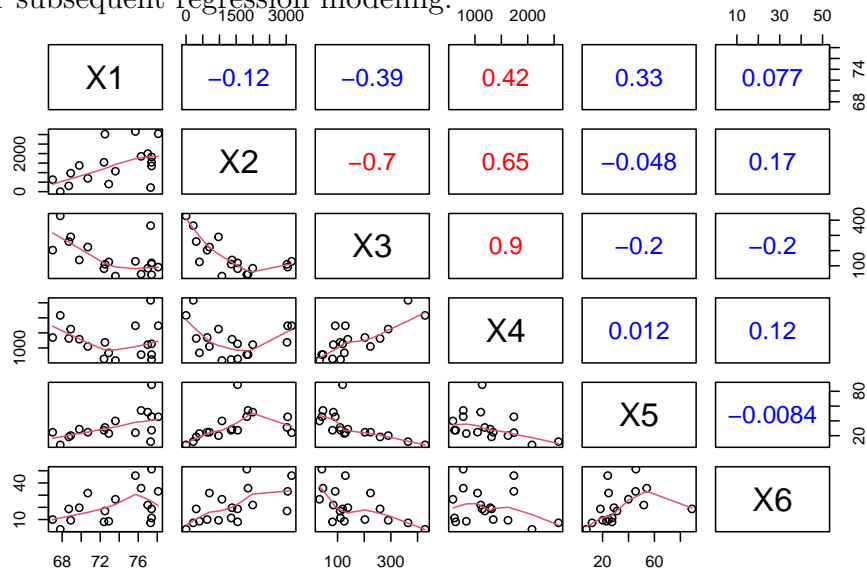 subsequent regression modeling.
0 1500 3000 1000 2000 10 30 50
X1 −0.12 −0.39 0.42 0.33 0.077 68 74
0 2000 X2 −0.7 0.65 −0.048 0.17
X3 0.9 −0.2 −0.2 100 400
1000 X4 0.012 0.12
X5 −0.0084 20 80
10 40 X6
68 72 76 100 300 20 60